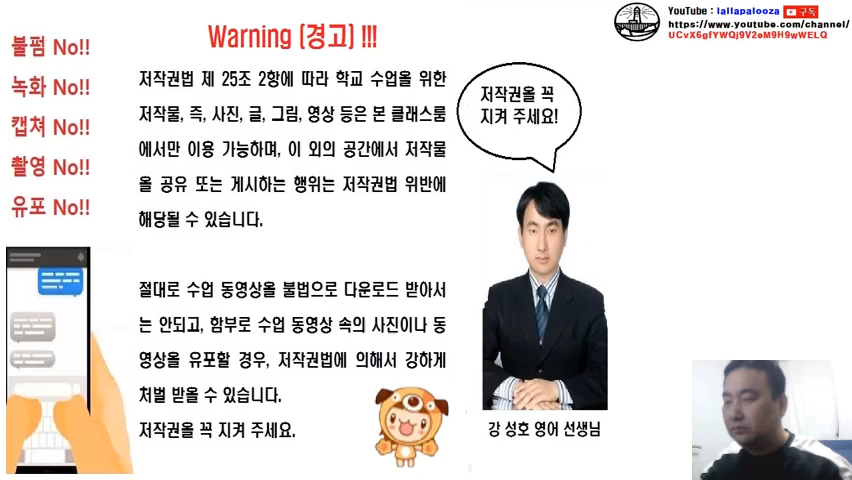 불펌 No!!
녹화 No!!
캡쳐 No!!
촬영 No!!
유포 No!!
Warning (경고) !!!
저작권법 제 25조 2항에 따라 학교 수업을 위한
저작물, 즉, 사진, 글, 그림, 영상 등은 본 클래스룸
에서만 이용 가능하며, 이 외의 공간에서 저작물
을 공유 또는 게시하는 행위는 저작권법 위반에
해당될 수 있습니다.
절대로 수업 동영상을 불법으로 다운로드 받아서
는 안되고, 함부로 수업 동영상 속의 사진이나 동
영상을 유포할 경우, 저작권법에 의해서 강하게
처벌 받을 수 있습니다.
저작권을 꼭 지켜 주세요.
YouTube : lallapalooza 구독
https://www.youtube.com/channel/
UCvX6gfYWQj9V2eM9H9wWELQ
저작권을 꼭
지켜 주세요!
강 성호 영어 선생님